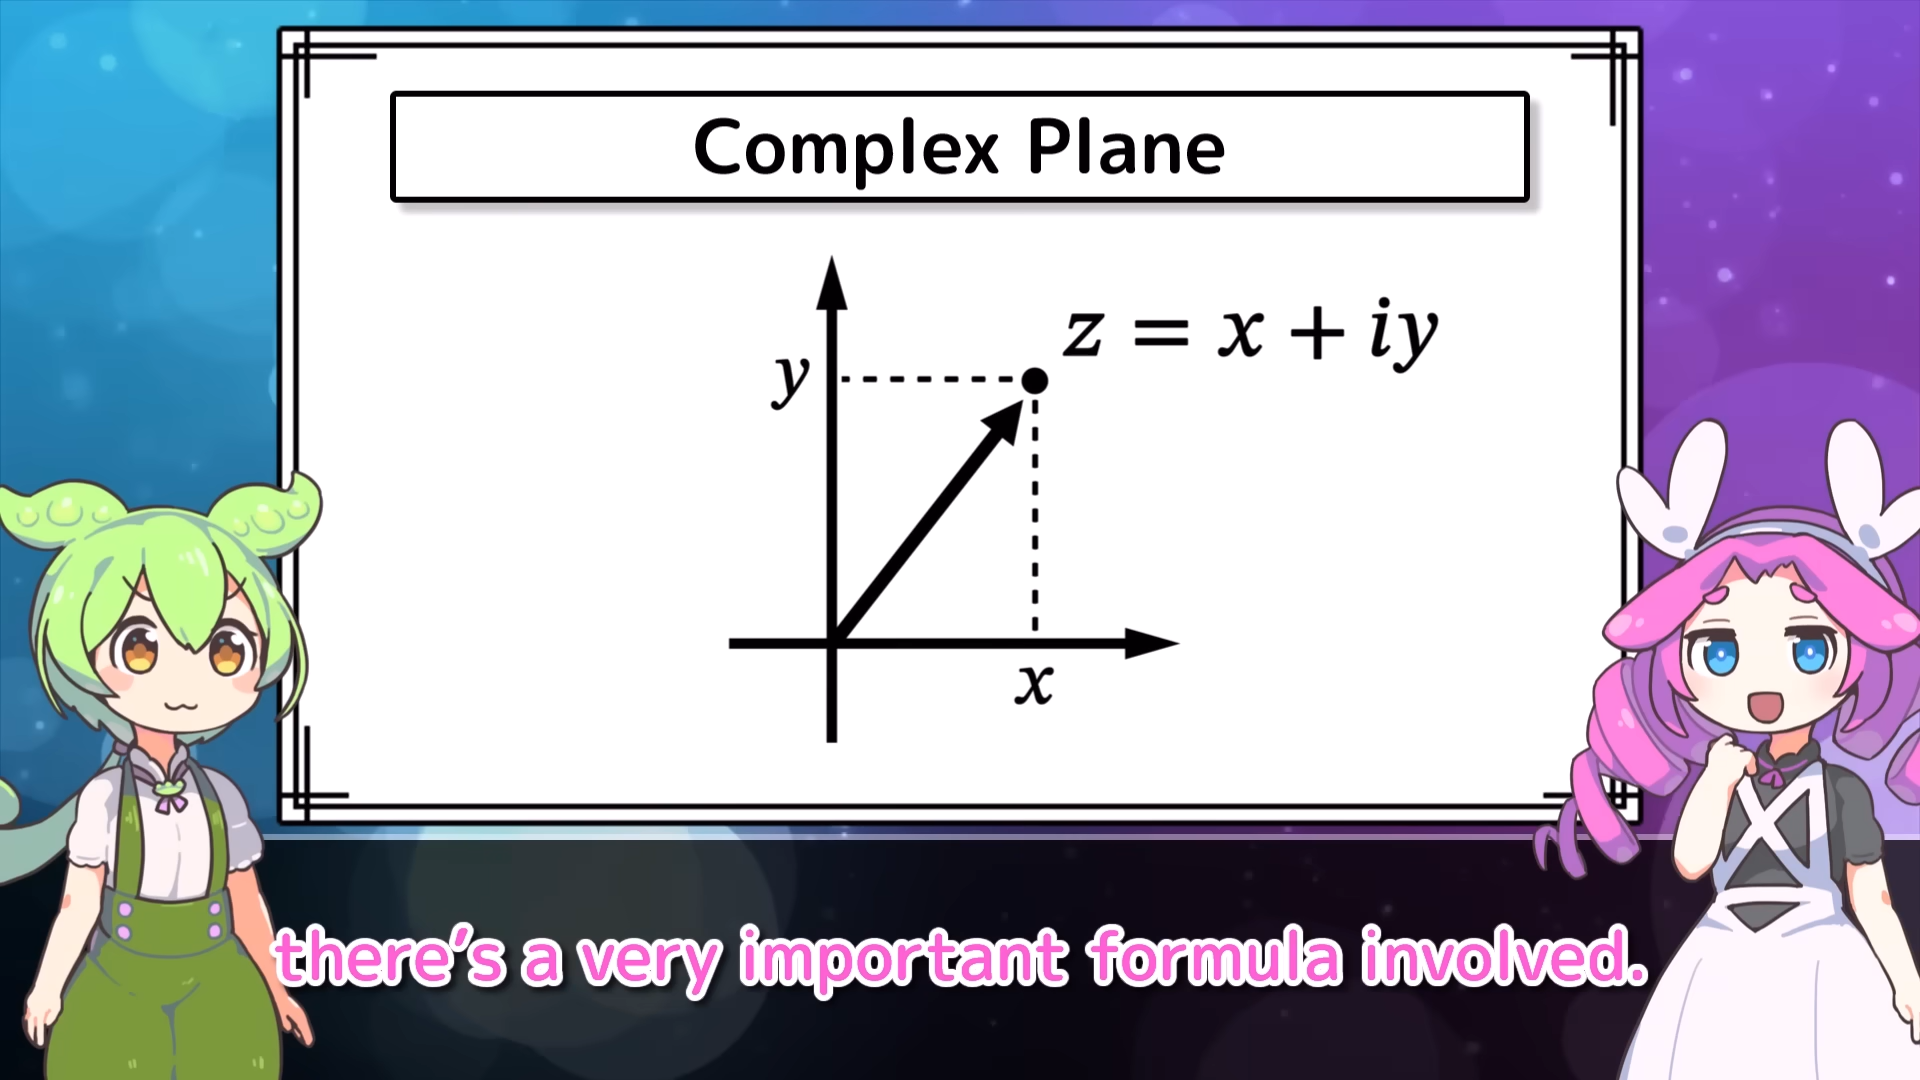 Complex Plane
z = x + iy
y
x
there's a very important formula involved.